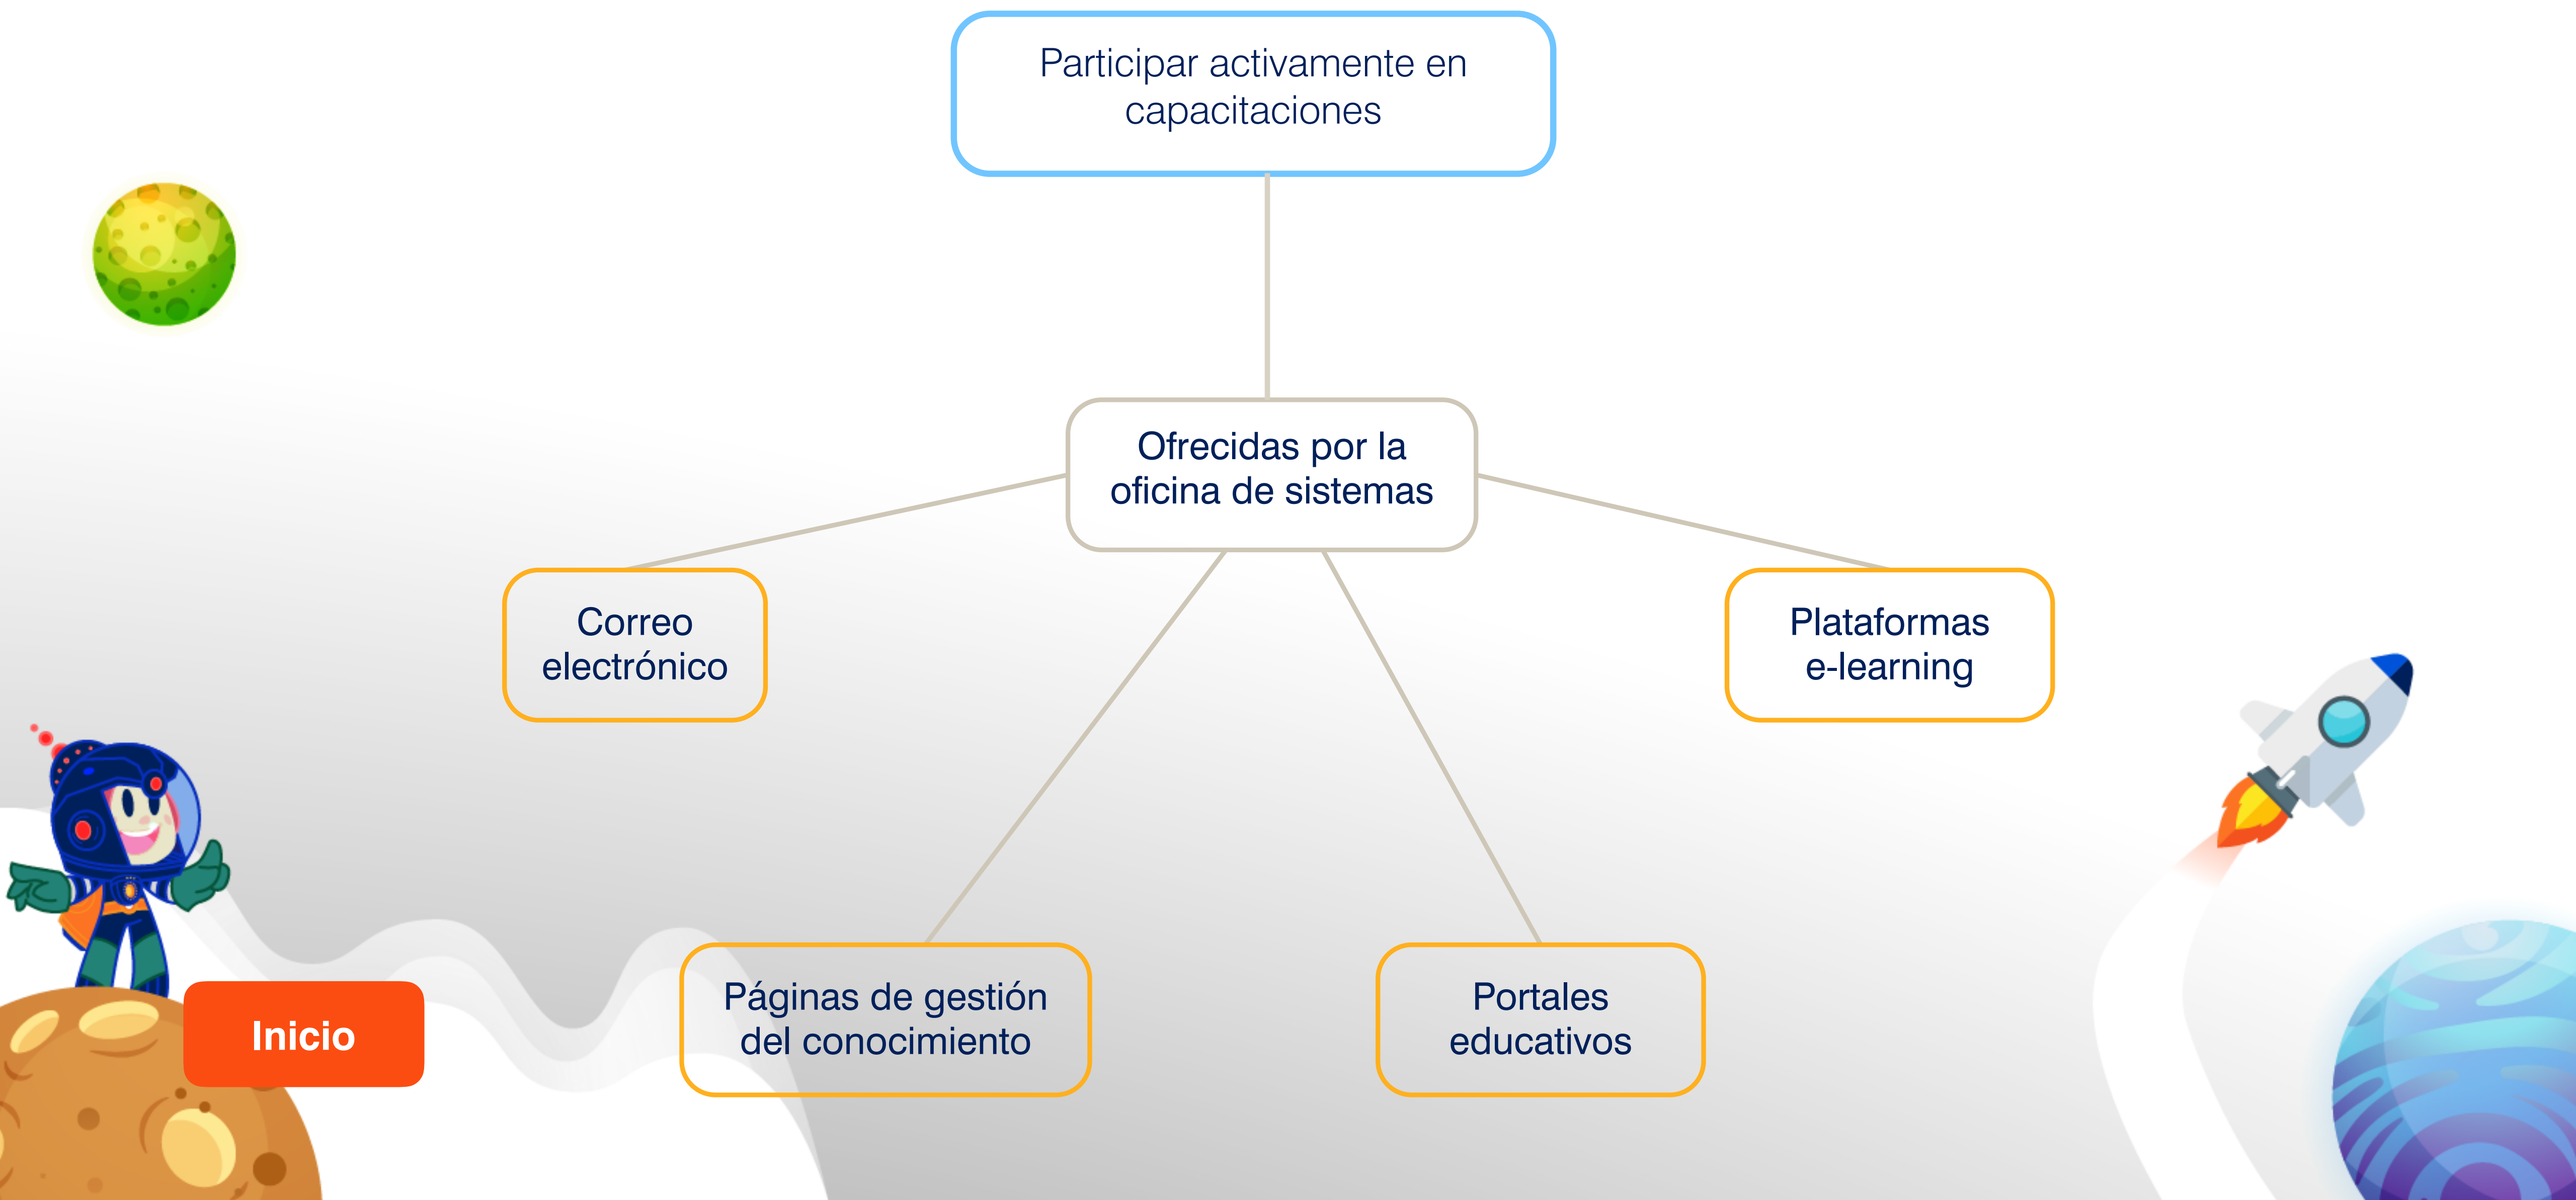 Participar activamente en
capacitaciones
Ofrecidas por la
oficina de sistemas
Correo
electrónico
Plataformas
e-learning
Páginas de gestión
del conocimiento
Portales
educativos
Inicio